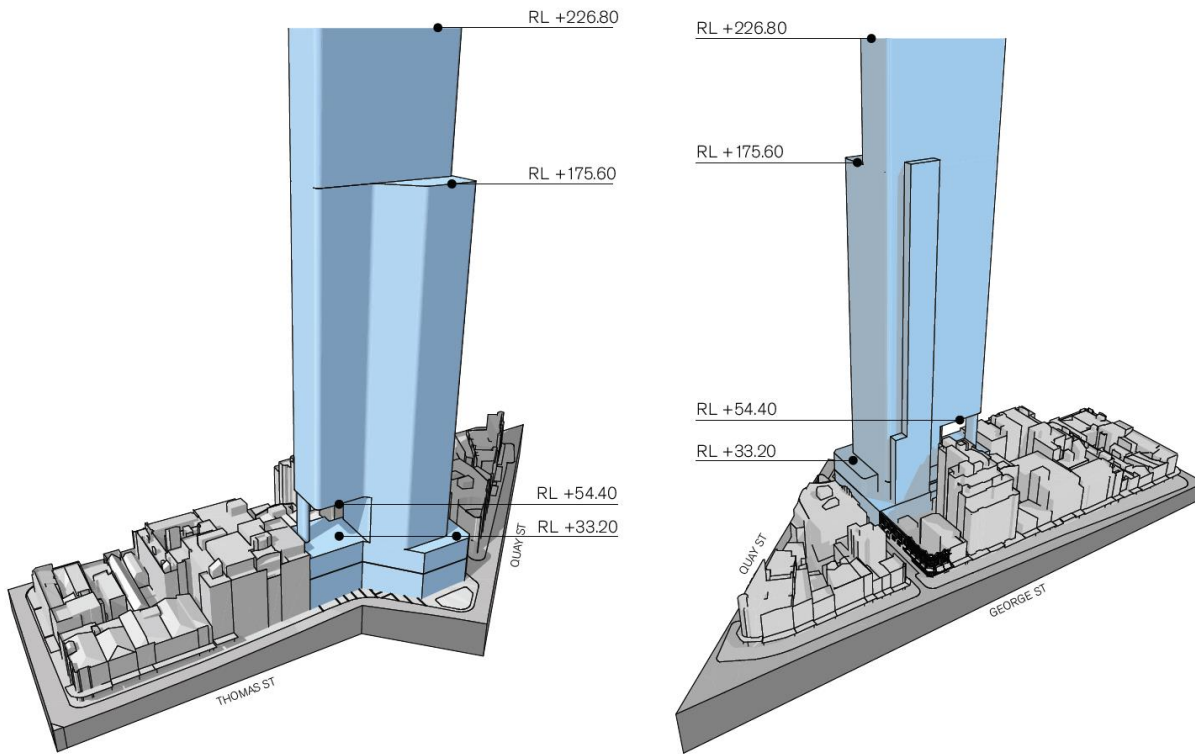 RL +226.80
RL +175.60
RL +54.40
RL +33.20
QUAY ST
THOMAS ST
RL +226.80
RL +175.60
RL +54.40
RL +33.20
QUAY ST
GEORGE ST